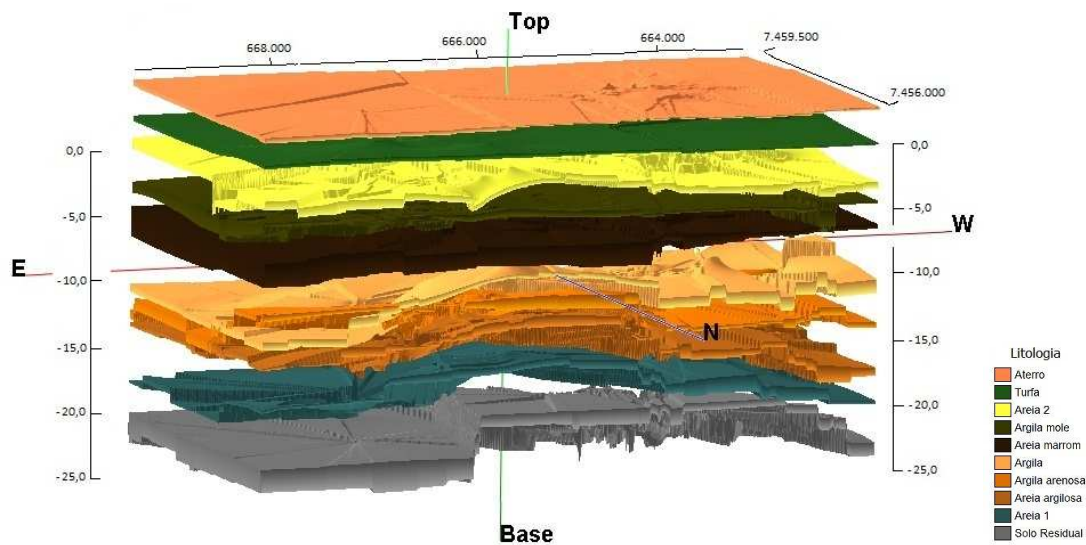 Top
668.000
666.000
664.000
7.459.500
7.456.000
0,0
-5,0
-10,0
-15,0
-20,0
-25,0
0,0
-5,0
-10,0
-15,0
-20,0
-25,0
E
W
N
Base
Litologia
Aterro
Turfa
Areia 2
Argila mole
Areia marrom
Argila
Argila arenosa
Areia argilosa
Areia 1
Solo Residual